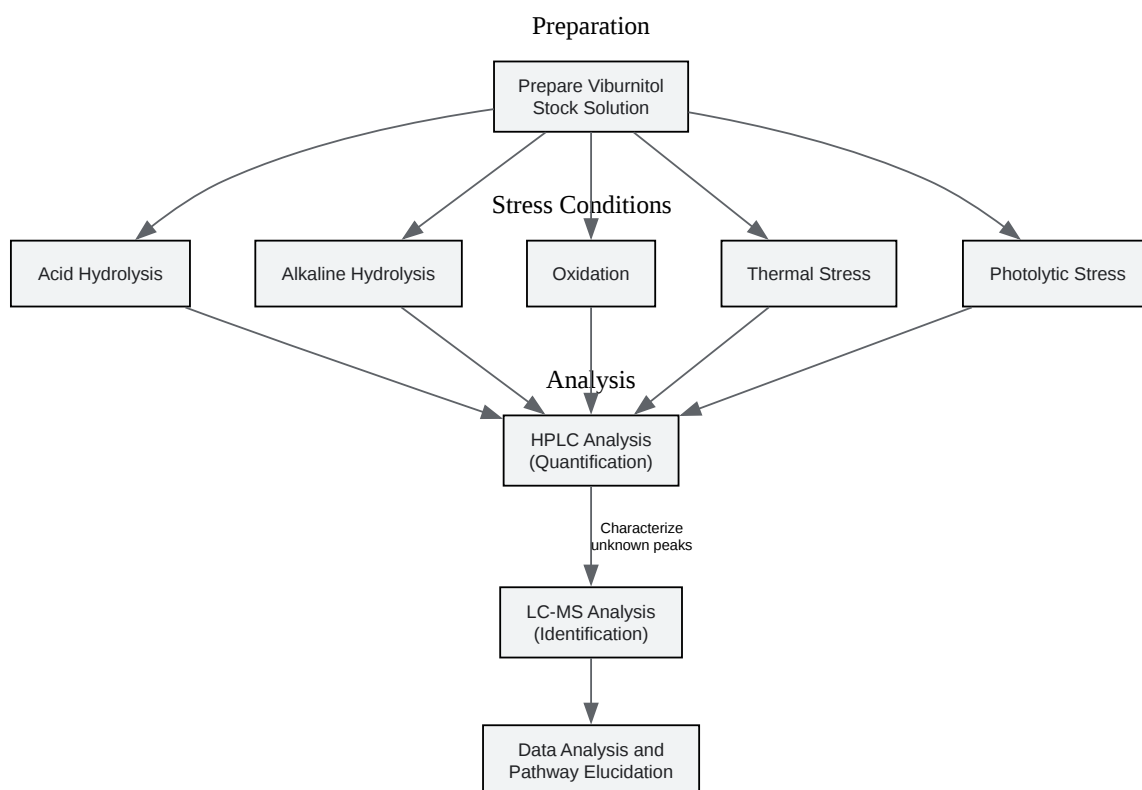 Preparation
Prepare Viburnitol
Stock Solution
Stress Conditions
Acid Hydrolysis
Alkaline Hydrolysis
Oxidation
Thermal Stress
Photolytic Stress
Analysis
HPLC Analysis
(Quantification)
Characterize
unknown peaks
LC-MS Analysis
(Identification)
Data Analysis and
Pathway Elucidation